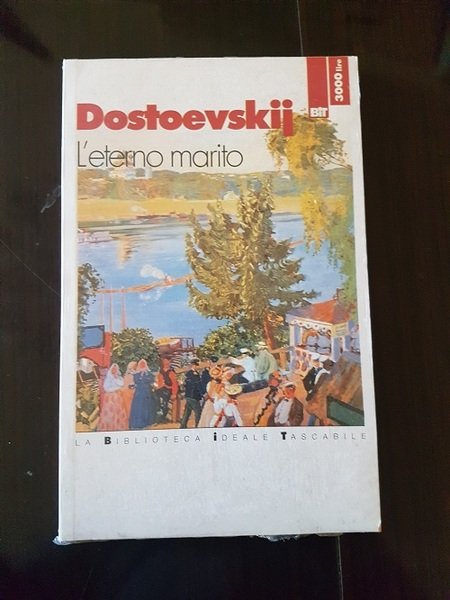 3000 lire
BIT
Dostoevskij
L'eterno marito
LA BIBLIOTECA IDEALE TASCABILE